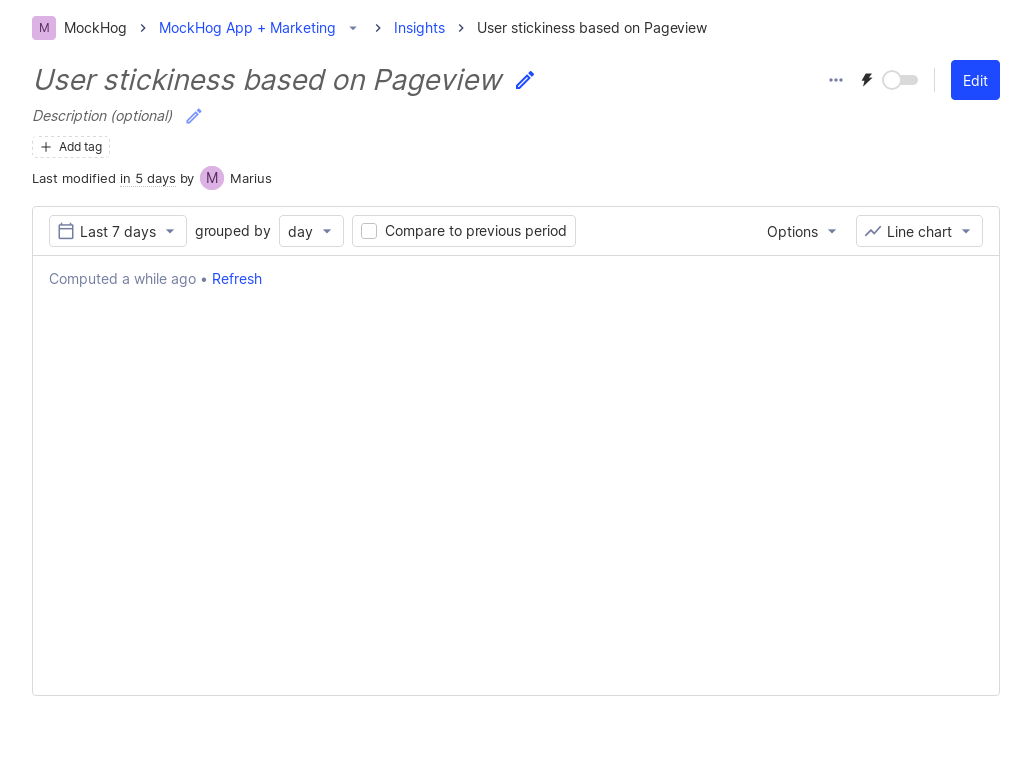 M MockHog MockHog App + Marketing Insights User stickiness based on Pageview
User stickiness based on Pageview Edit
Description (optional)
Add tag
Last modified in 5 days by M Marius
Last 7 days grouped by day Compare to previous period Options Line chart
Computed a while ago • Refresh